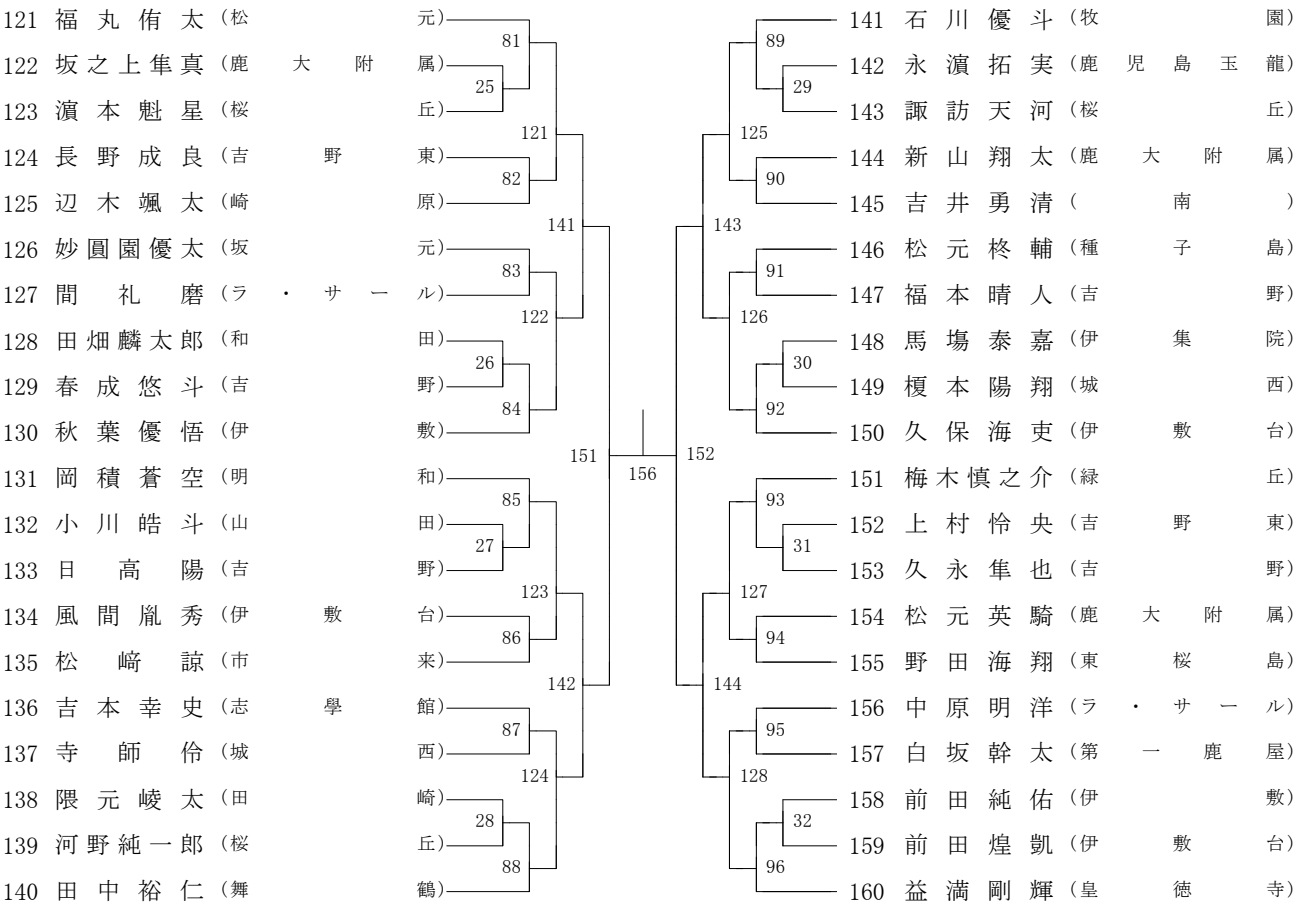 121 福丸侑太 (松元)
81
122 坂之上隼真 (鹿大附属)
25
123 濵本魁星 (桜丘)
121
124 長野成良 (吉野東)
82
125 辺木颯太 (崎原)
141
126 妙圓園優太 (坂元)
83
127 間礼磨 (ラ・サール)
122
128 田畑麟太郎 (和田)
26
129 春成悠斗 (吉野)
84
130 秋葉優悟 (伊敷)
151
131 岡積蒼空 (明和)
85
132 小川皓斗 (山田)
27
133 日高陽 (吉野)
123
134 風間胤秀 (伊敷台)
86
135 松﨑諒 (市来)
142
136 吉本幸史 (志學館)
87
137 寺師伶 (城西)
124
138 隈元崚太 (田崎)
28
139 河野純一郎 (桜丘)
88
140 田中裕仁 (舞鶴)
156
141 石川優斗 (牧園)
89
142 永濵拓実 (鹿児島玉龍)
29
143 諏訪天河 (桜丘)
125
144 新山翔太 (鹿大附属)
90
145 吉井勇清 (南)
143
146 松元柊輔 (種子島)
91
147 福本晴人 (吉野)
126
148 馬塲泰嘉 (伊集院)
30
149 榎本陽翔 (城西)
92
150 久保海吏 (伊敷台)
152
151 梅木慎之介 (緑丘)
93
152 上村怜央 (吉野東)
31
153 久永隼也 (吉野)
127
154 松元英騎 (鹿大附属)
94
155 野田海翔 (東桜島)
144
156 中原明洋 (ラ・サール)
95
157 白坂幹太 (第一鹿屋)
128
158 前田純佑 (伊敷)
32
159 前田煌凱 (伊敷台)
96
160 益満剛輝 (皇徳寺)